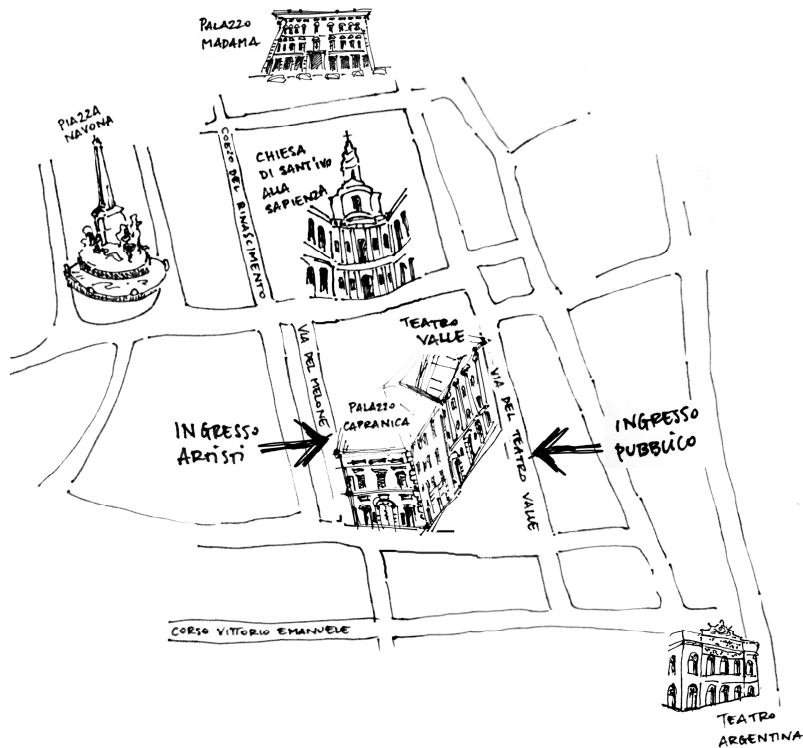 PALAZZO
MADAMA
PIAZZA
NAVONA
CORSO DEL RINASCIMENTO
CHIESA
DI SANT'IVO
ALLA
SAPIENZA
TEATRO
VALLE
VIA DEL MELONE
PALAZZO
CAPRANICA
VIA DEL TEATRO VALLE
INGRESSO
ARTISTI
INGRESSO
PUBBLICO
CORSO VITTORIO EMANUELE
TEATRO
ARGENTINA